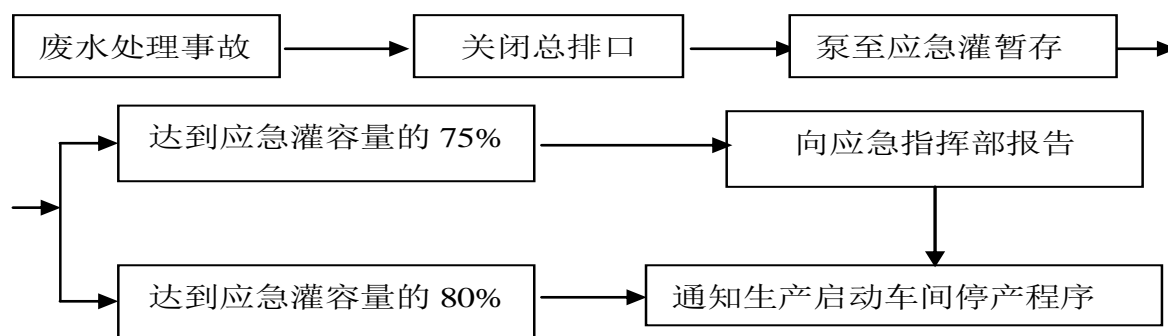 废水处理事故
关闭总排口
泵至应急灌暂存
达到应急灌容量的 75%
向应急指挥部报告
达到应急灌容量的 80%
通知生产启动车间停产程序